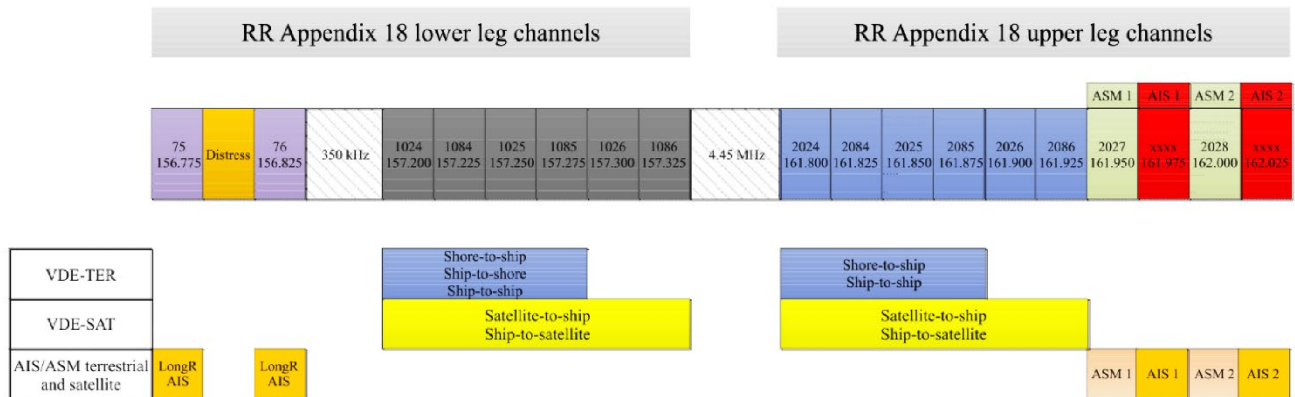 RR Appendix 18 lower leg channels
RR Appendix 18 upper leg channels
ASM 1
AIS 1
ASM 2
AIS 2
75
156.775
Distress
76
156.825
350 kHz
1024
157.200
1084
157.225
1025
157.250
1085
157.275
1026
157.300
1086
157.325
4.45 MHz
2024
161.800
2084
161.825
2025
161.850
2085
161.875
2026
161.900
2086
161.925
2027
161.950
xxxx
161.975
2028
162.000
xxxx
162.025
VDE-TER
Shore-to-ship
Ship-to-shore
Ship-to-ship
Shore-to-ship
Ship-to-ship
VDE-SAT
Satellite-to-ship
Ship-to-satellite
Satellite-to-ship
Ship-to-satellite
AIS/ASM terrestrial
and satellite
LongR
AIS
LongR
AIS
ASM 1
AIS 1
ASM 2
AIS 2